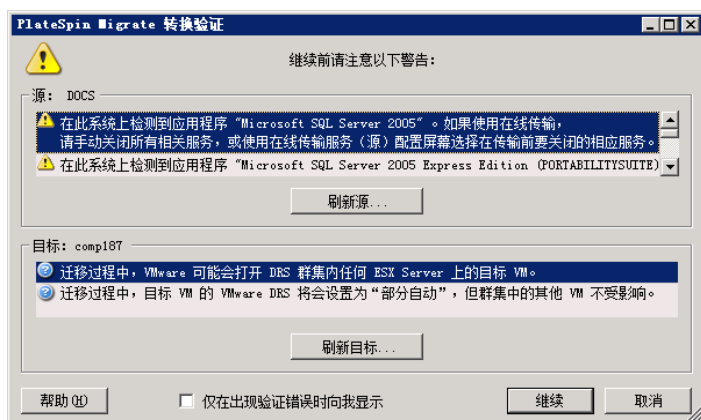 PlateSpin Migrate 转换验证
继续前请注意以下警告:
源: DOCS
在此系统上检测到应用程序 “Microsoft SQL Server 2005” 。如果使用在线传输,
请手动关闭所有相关服务, 或使用在线传输服务 (源) 配置屏幕选择在传输前要关闭的相应服务。
在此系统上检测到应用程序 “Microsoft SQL Server 2005 Express Edition (PORTABILITYSUITE)
刷新源...
目标: comp187
迁移过程中, VMware 可能会打开 DRS 群集内任何 ESX Server 上的目标 VM。
迁移过程中, 目标 VM 的 VMware DRS 将会设置为“部分自动”, 但群集中的其他 VM 不受影响。
刷新目标...
帮助(H)
仅在出现验证错误时向我显示
继续
取消